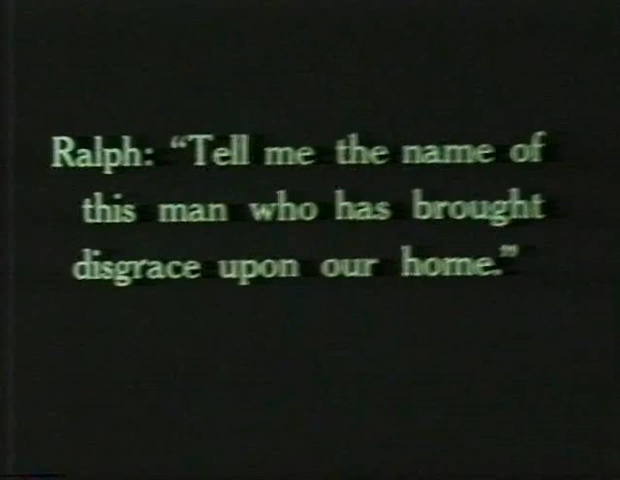 Ralph: “Tell me the name of
this man who has brought
disgrace upon our home.”